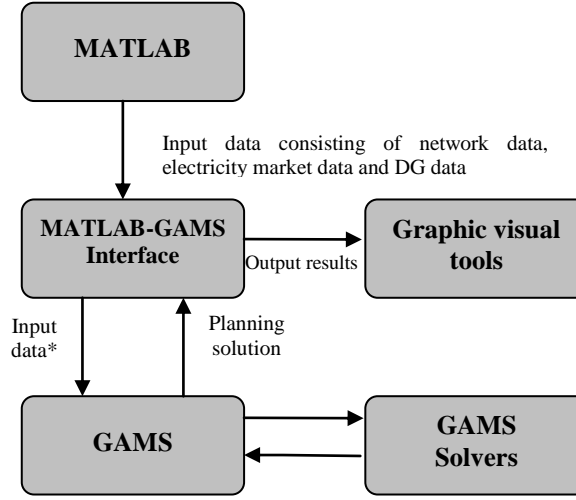 MATLAB
Input data consisting of network data,
electricity market data and DG data
MATLAB-GAMS
Interface
Output results
Graphic visual
tools
Input
data*
Planning
solution
GAMS
GAMS
Solvers